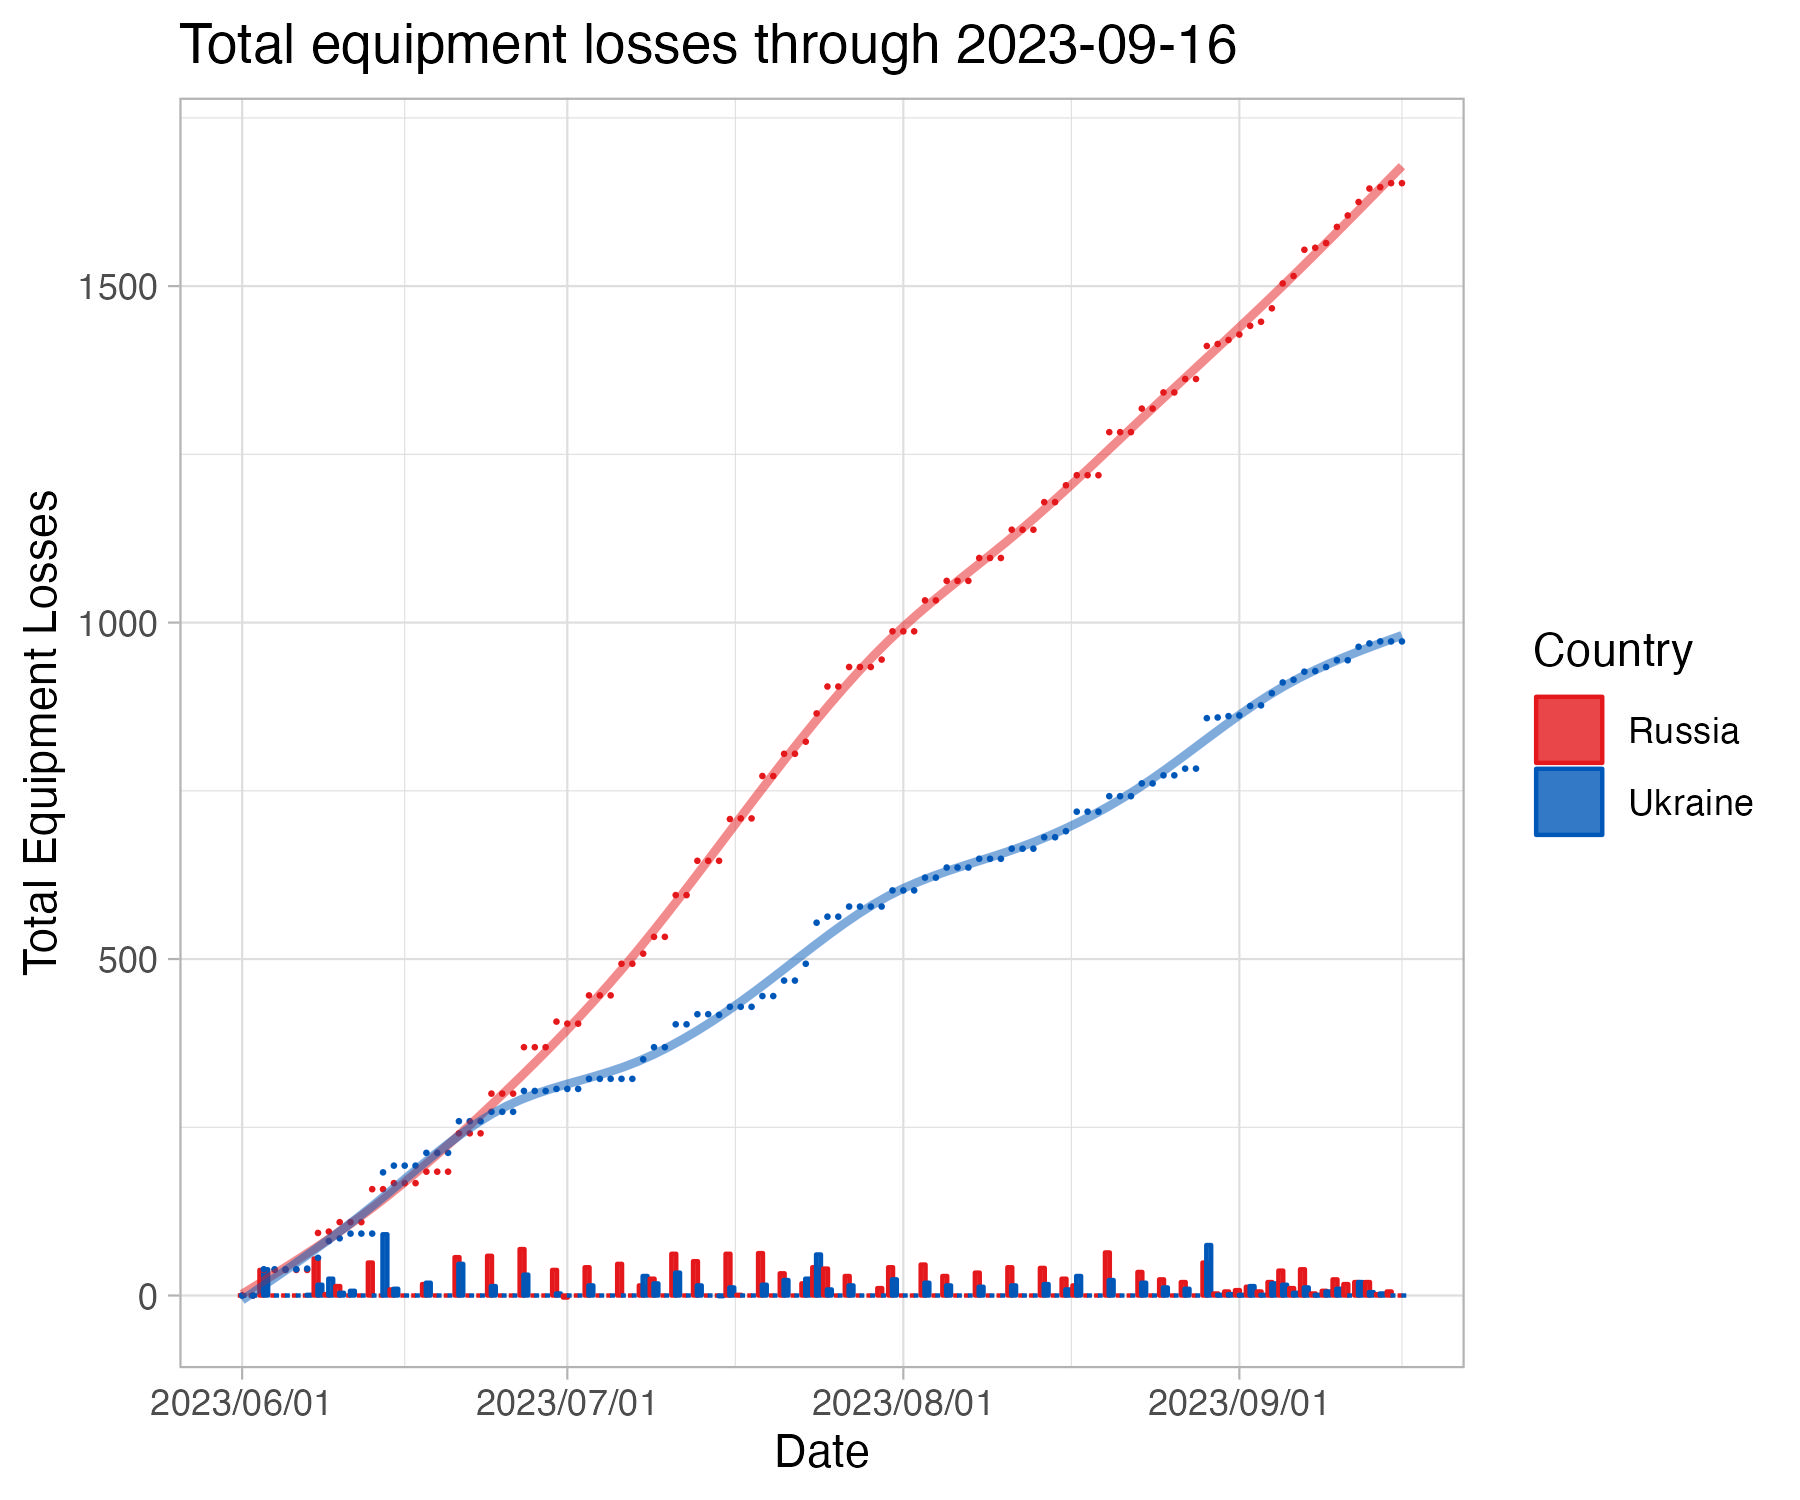 Total equipment losses through 2023-09-16
Total Equipment Losses
1500
1000
500
0
2023/06/01
2023/07/01
2023/08/01
2023/09/01
Date
Country
Russia
Ukraine